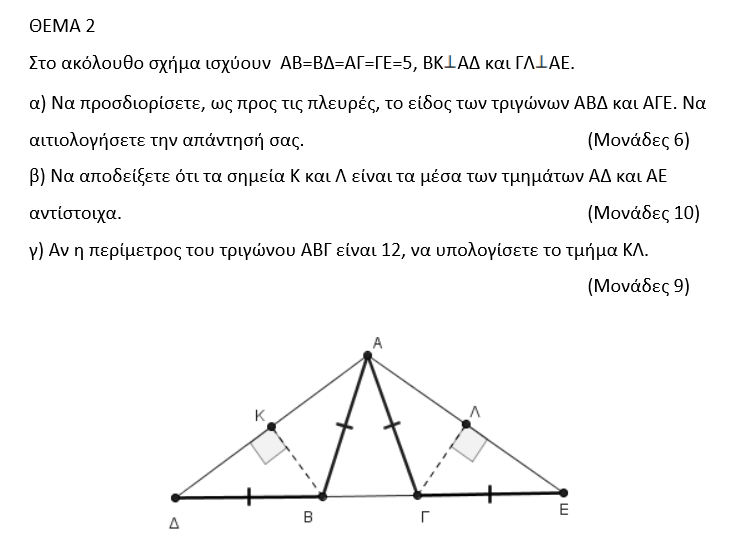 ΘΕΜΑ 2
Στο ακόλουθο σχήμα ισχύουν ΑΒ=ΒΔ=ΑΓ=ΓΕ=5, ΒΚ⊥ΑΔ και ΓΛ⊥ΑΕ.
α) Να προσδιορίσετε, ως προς τις πλευρές, το είδος των τριγώνων ΑΒΔ και ΑΓΕ. Να
αιτιολογήσετε την απάντησή σας. (Μονάδες 6)
β) Να αποδείξετε ότι τα σημεία Κ και Λ είναι τα μέσα των τμημάτων ΑΔ και ΑΕ
αντίστοιχα. (Μονάδες 10)
γ) Αν η περίμετρος του τριγώνου ΑΒΓ είναι 12, να υπολογίσετε το τμήμα ΚΛ.
(Μονάδες 9)
Α
Κ Λ
Δ Β Γ Ε